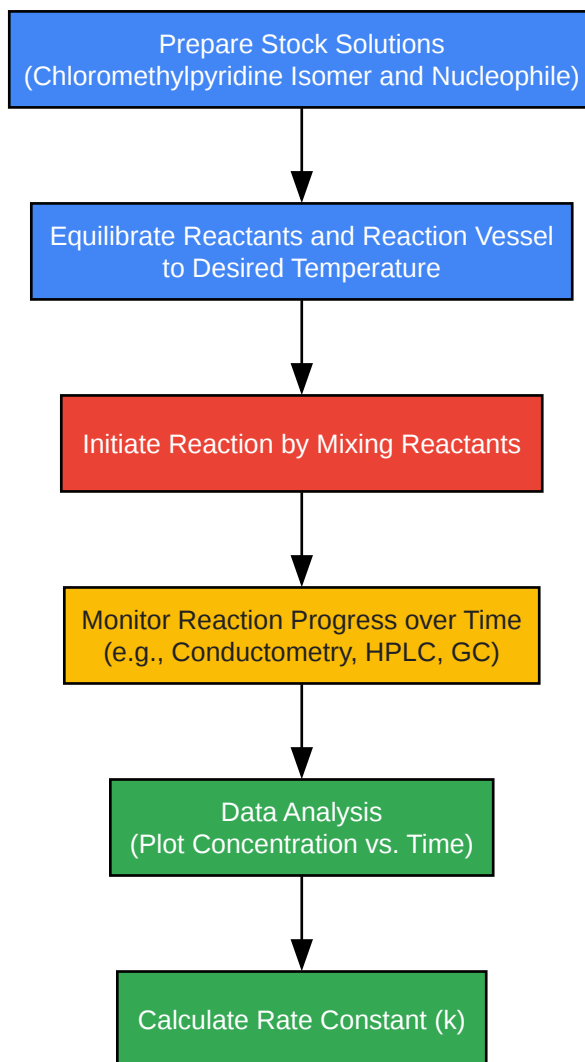 Prepare Stock Solutions
(Chloromethylpyridine Isomer and Nucleophile)
Equilibrate Reactants and Reaction Vessel
to Desired Temperature
Initiate Reaction by Mixing Reactants
Monitor Reaction Progress over Time
(e.g., Conductometry, HPLC, GC)
Data Analysis
(Plot Concentration vs. Time)
Calculate Rate Constant (k)